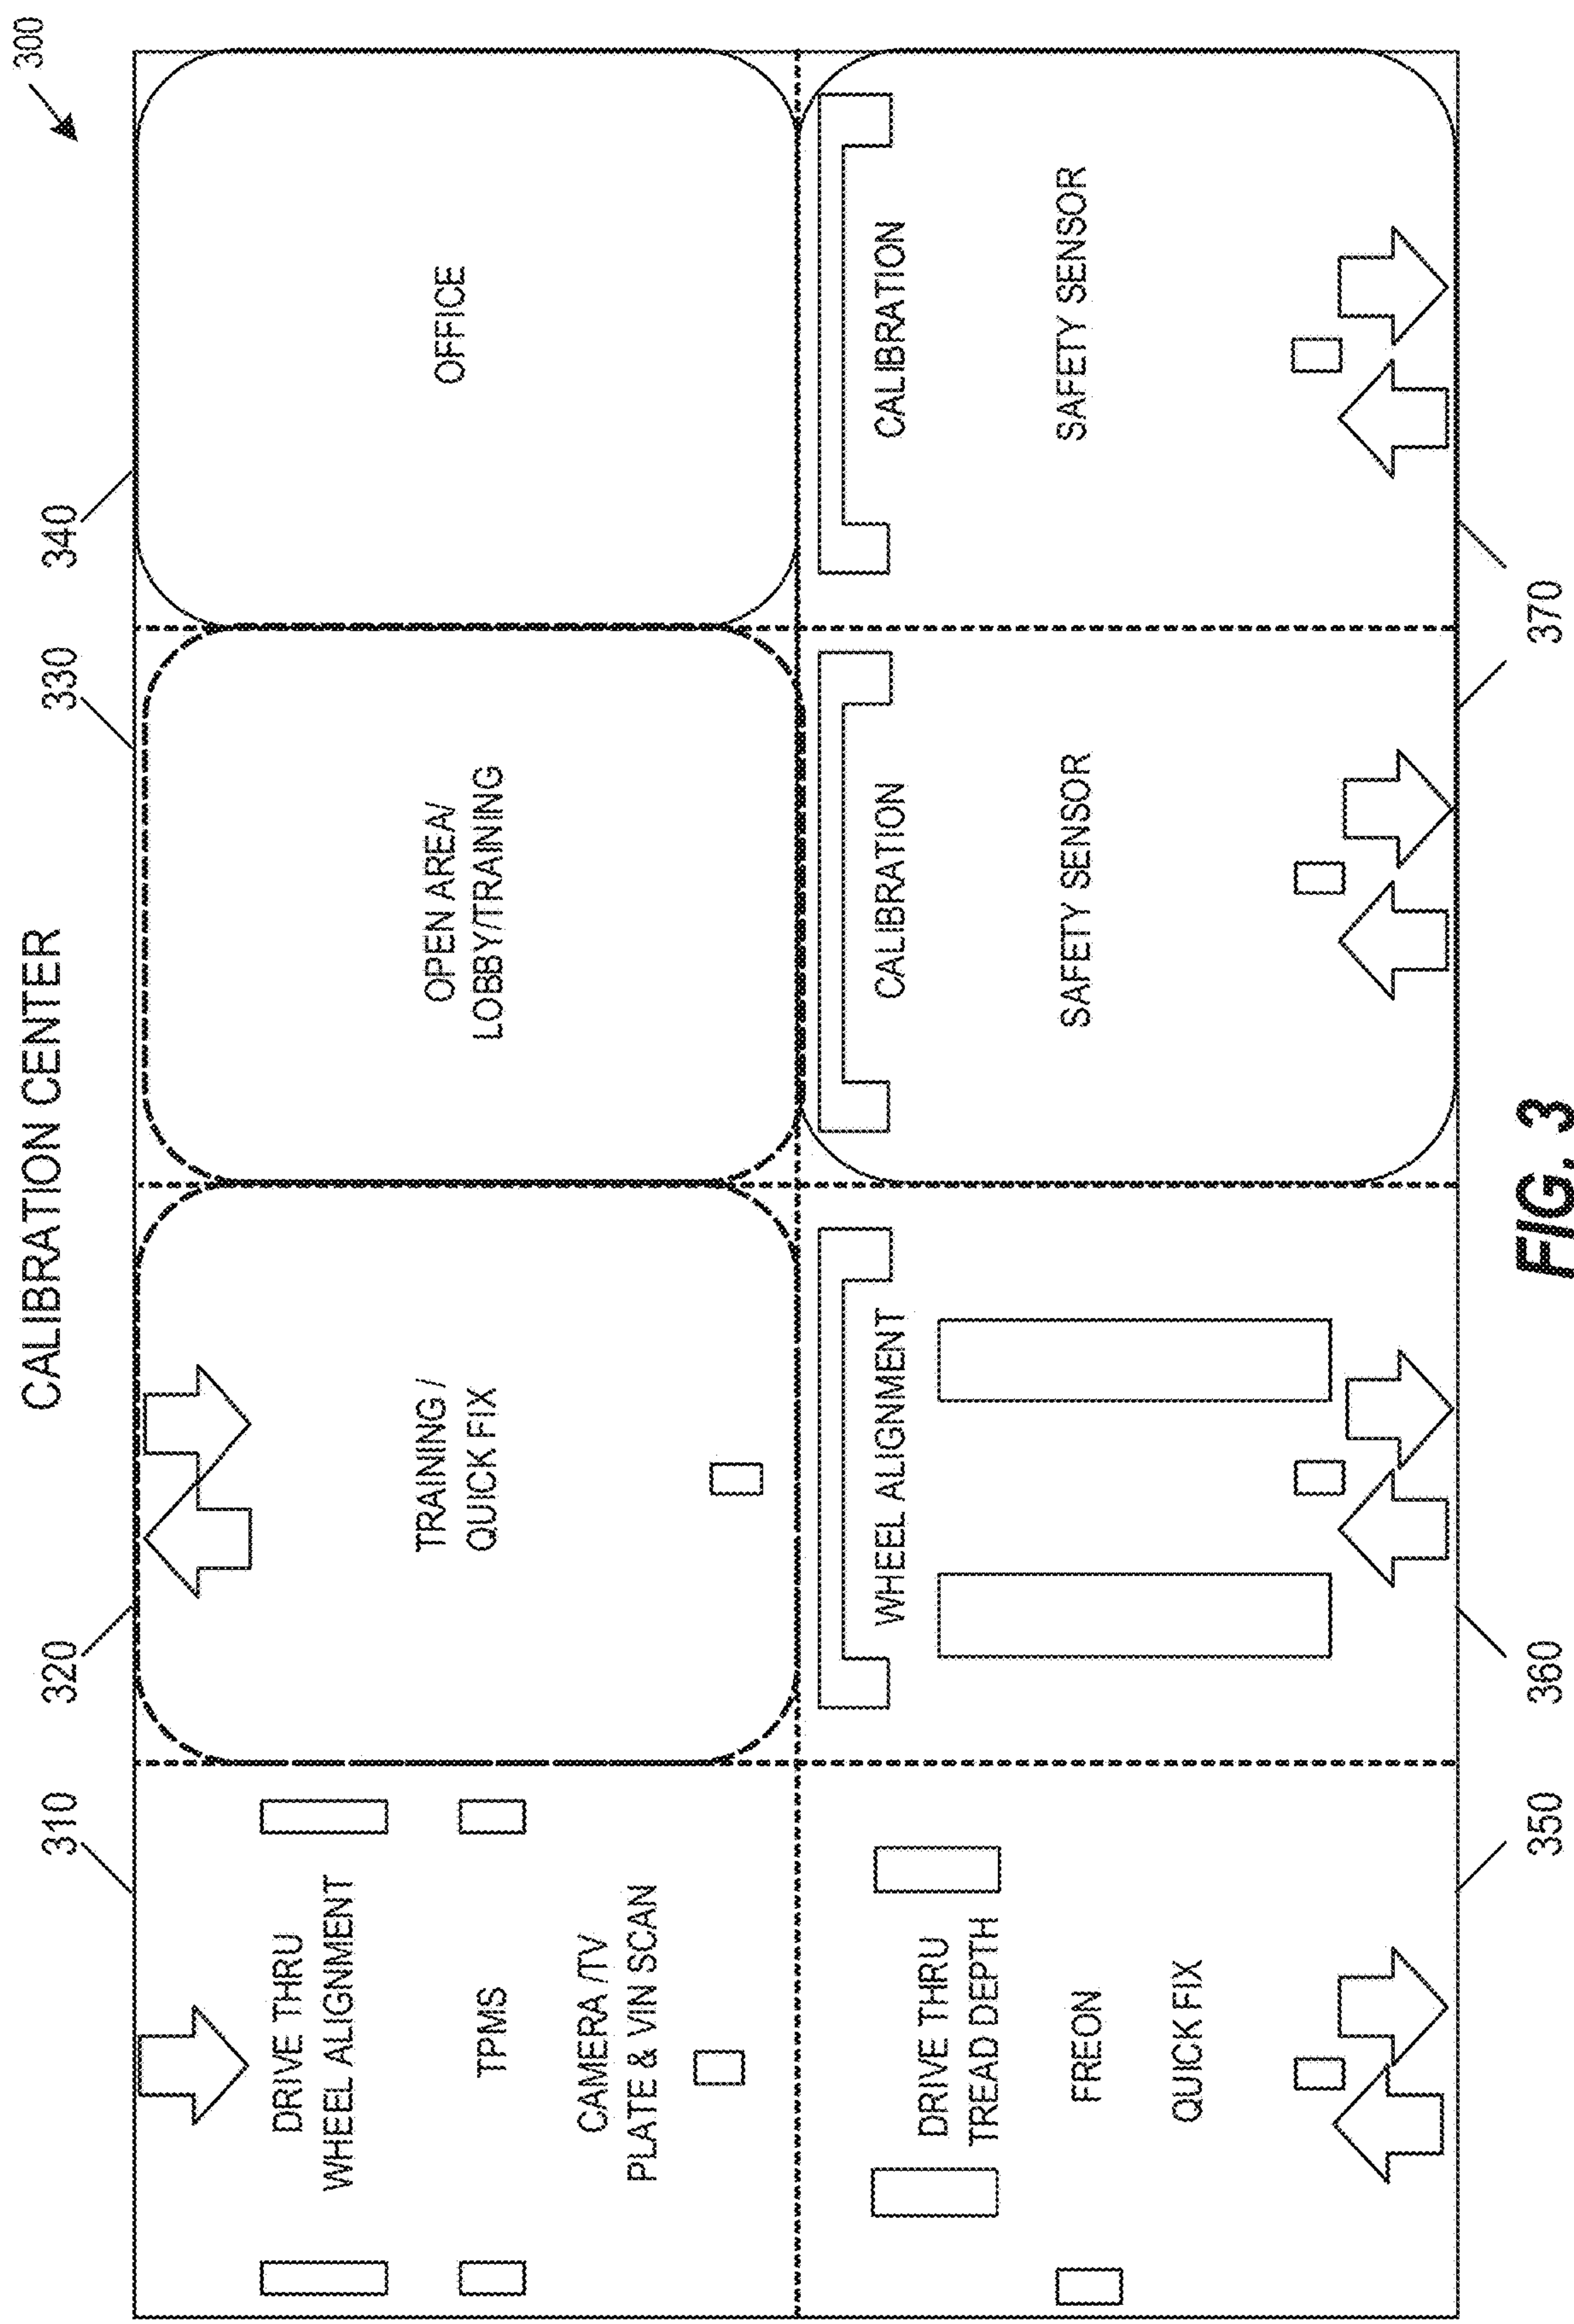 CALIBRATION CENTER
300
310
320
330
340
DRIVE THRU
WHEEL ALIGNMENT
TPMS
CAMERA /TV
PLATE & VIN SCAN
TRAINING /
QUICK FIX
OPEN AREA/
LOBBY/TRAINING
OFFICE
DRIVE THRU
TREAD DEPTH
FREON
QUICK FIX
WHEEL ALIGNMENT
CALIBRATION
SAFETY SENSOR
CALIBRATION
SAFETY SENSOR
350
360
370
FIG. 3